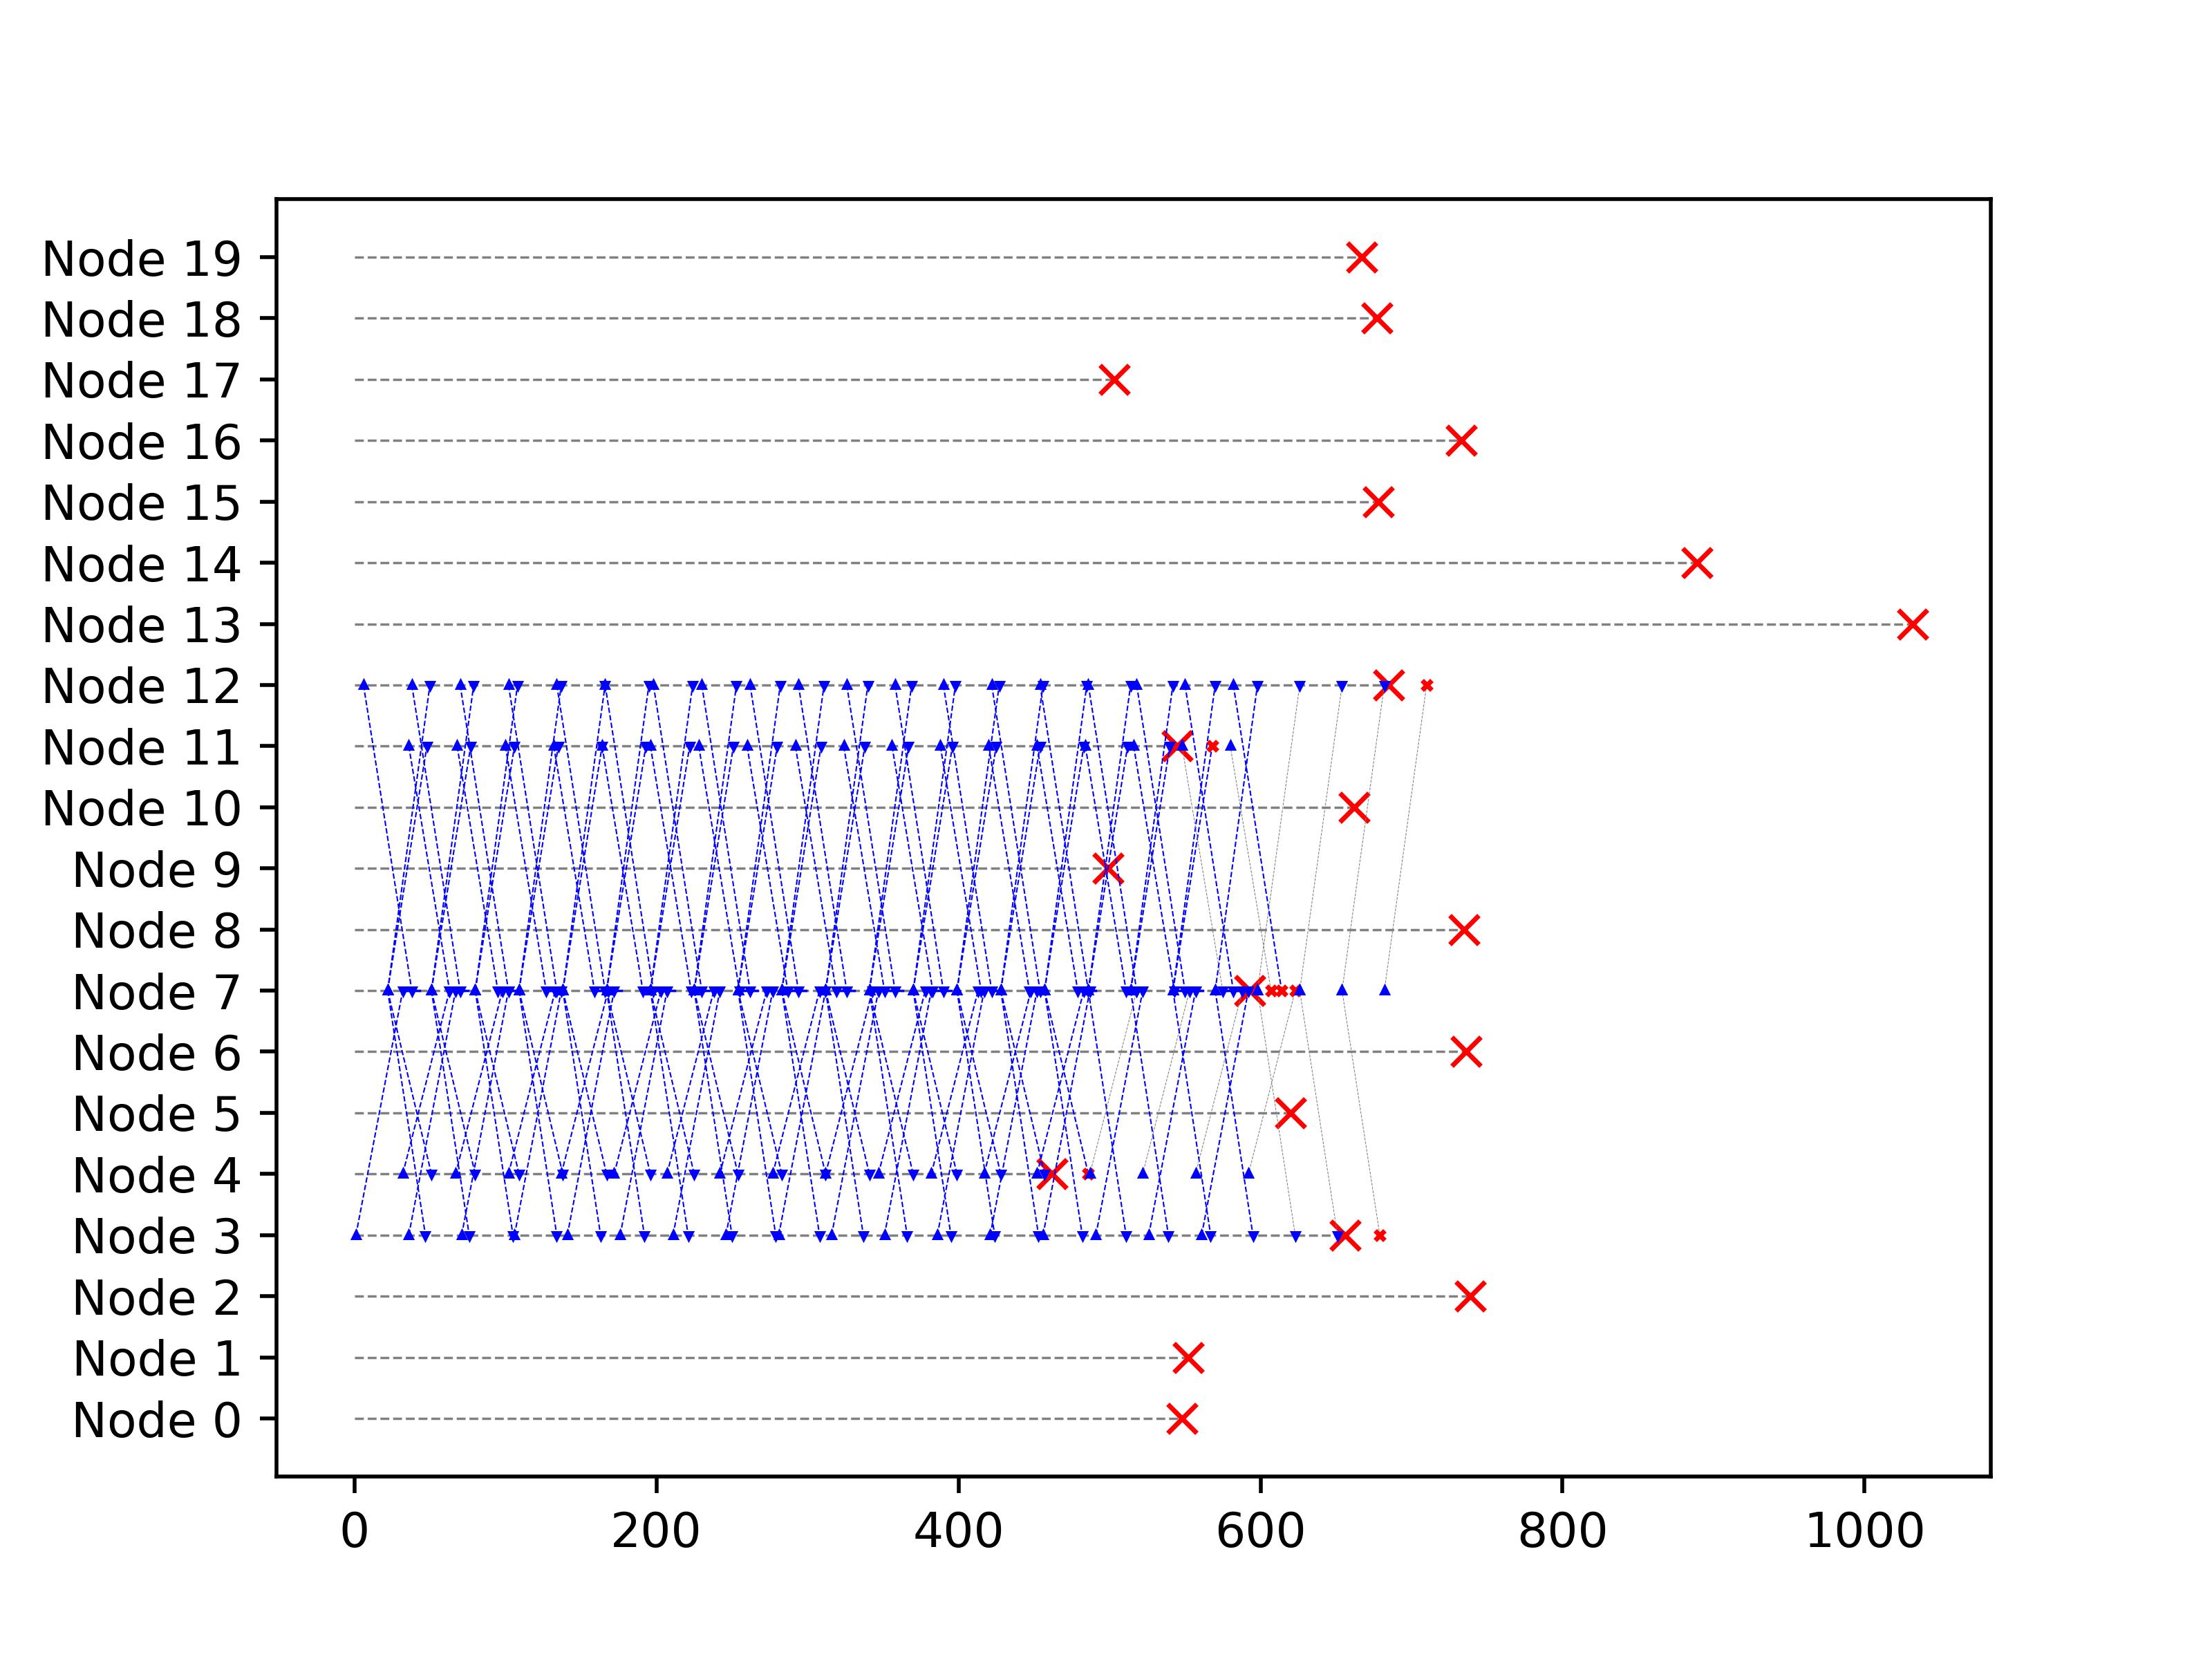 Node 19
Node 18
Node 17
Node 16
Node 15
Node 14
Node 13
Node 12
Node 11
Node 10
Node 9
Node 8
Node 7
Node 6
Node 5
Node 4
Node 3
Node 2
Node 1
Node 0
0 200 400 600 800 1000